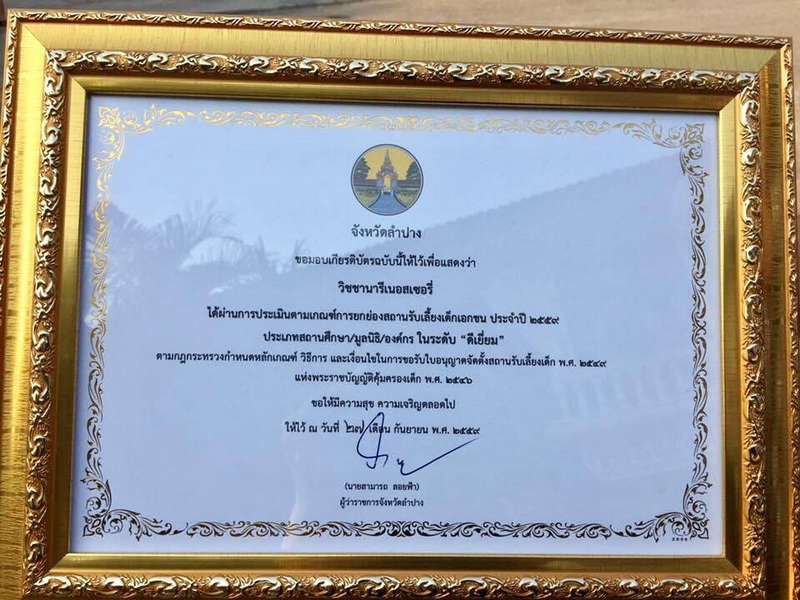 จังหวัดลำปาง
ขอมอบเกียรติบัตรฉบับนี้ให้ไว้เพื่อแสดงว่า
วิชชานารีเนอสเซอรี่
ได้ผ่านการประเมินตามเกณฑ์การยกย่องสถานรับเลี้ยงเด็กเอกชน ประจำปี ๒๕๕๙
ประเภทสถานศึกษา/มูลนิธิ/องค์กร ในระดับ “ดีเยี่ยม”
ตามกฎกระทรวงกำหนดหลักเกณฑ์ วิธีการ และเงื่อนไขในการขอรับใบอนุญาตจัดตั้งสถานรับเลี้ยงเด็ก พ.ศ. ๒๕๔๙
แห่งพระราชบัญญัติคุ้มครองเด็ก พ.ศ. ๒๕๔๖
ขอให้มีความสุข ความเจริญตลอดไป
ให้ไว้ ณ วันที่ ๒๗ เดือน กันยายน พ.ศ. ๒๕๕๙
(นายสามารถ ลอยฟ้า)
ผู้ว่าราชการจังหวัดลำปาง